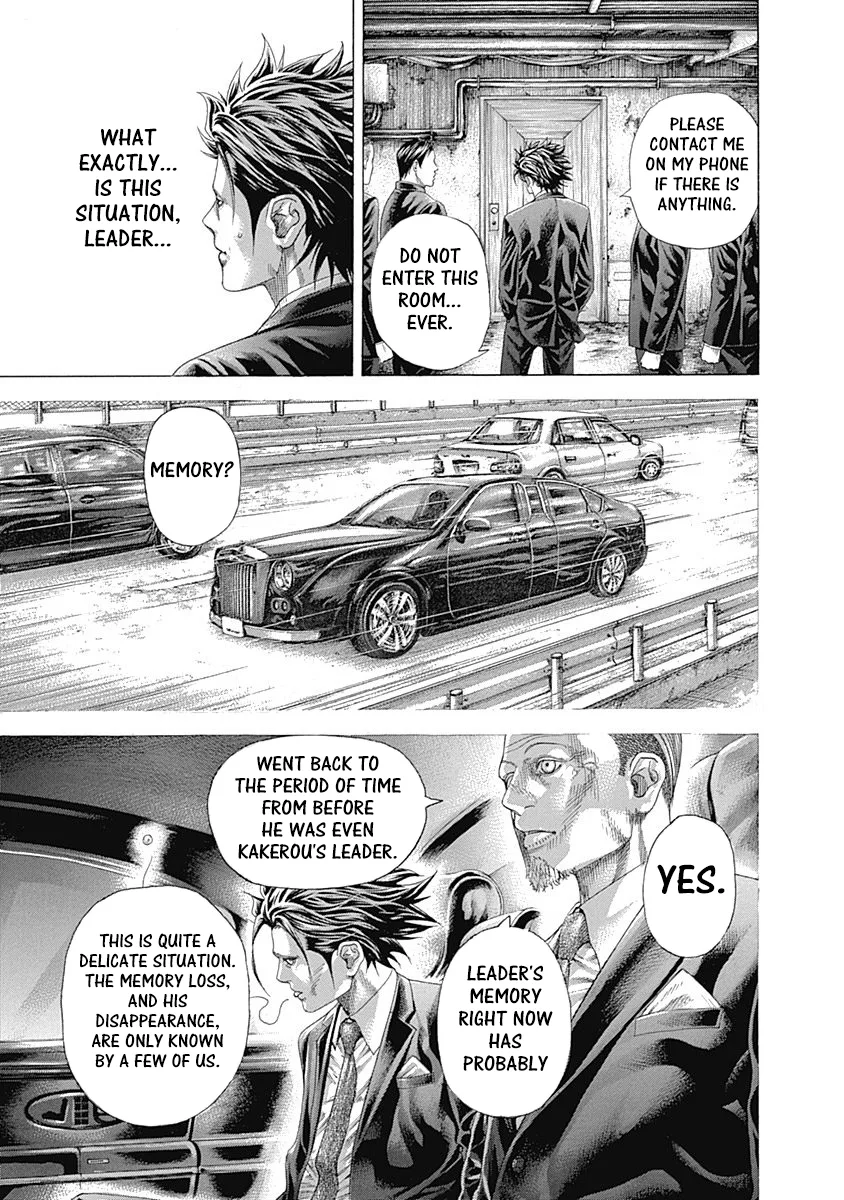 PLEASE
CONTACT ME
ON MY PHONE
IF THERE IS
ANYTHING.
DO NOT
ENTER THIS
ROOM...
EVER.
WHAT
EXACTLY...
IS THIS
SITUATION,
LEADER...
MEMORY?
YES.
LEADER'S
MEMORY
RIGHT NOW
HAS
PROBABLY
WENT BACK TO
THE PERIOD OF TIME
FROM BEFORE
HE WAS EVEN
KAKEROU'S LEADER.
THIS IS QUITE A
DELICATE SITUATION.
THE MEMORY LOSS,
AND HIS
DISAPPEARANCE,
ARE ONLY KNOWN
BY A FEW OF US.